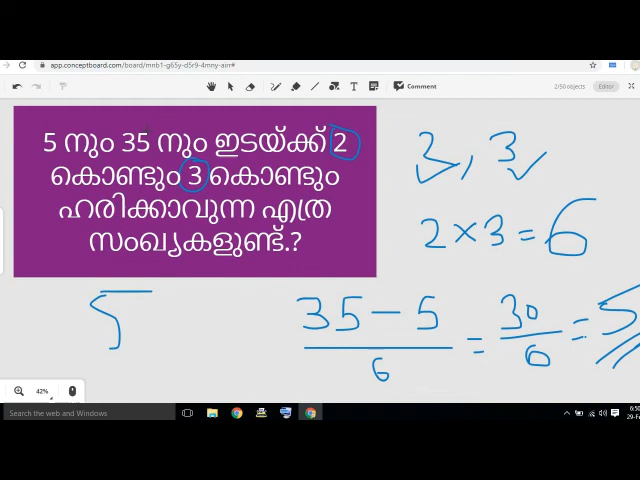 app.conceptboard.com/board/mnb1-g65y-d5r9-4mny-airr#
Comment
2/50 objects
Editor
5 നും 35 നും ഇടയ്ക്ക് 2
കൊണ്ടും 3 കൊണ്ടും
ഹരിക്കാവുന്ന എത്ര
സംഖ്യകളുണ്ട്.?
2, 3
2 × 3 = 6
5
35 - 5 / 6 = 30 / 6 = 5
42%
Search the web and Windows